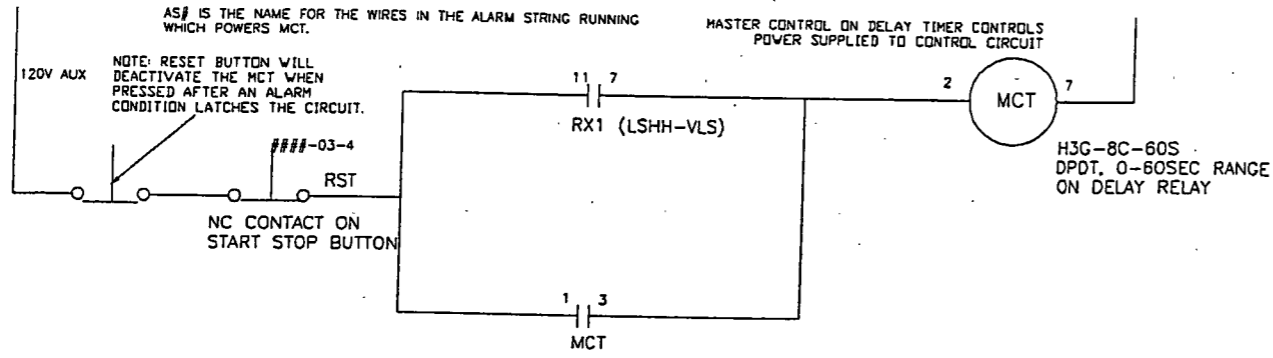 AS# IS THE NAME FOR THE WIRES IN THE ALARM STRING RUNNING
WHICH POWERS MCT.
MASTER CONTROL ON DELAY TIMER CONTROLS
POWER SUPPLIED TO CONTROL CIRCUIT
120V AUX
NOTE: RESET BUTTON WILL
DEACTIVATE THE MCT WHEN
PRESSED AFTER AN ALARM
CONDITION LATCHES THE CIRCUIT.
11 7
RX1 (LSHH-VLS)
2
MCT
7
####-03-4
RST
NC CONTACT ON
START STOP BUTTON
H3G-8C-60S
DPDT, 0-60SEC RANGE
ON DELAY RELAY
1 3
MCT